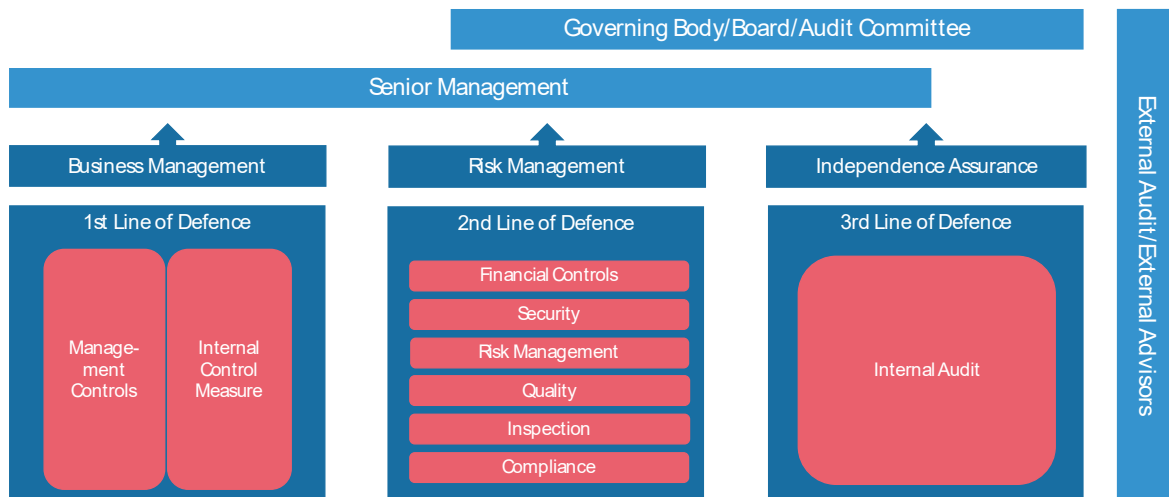 Governing Body/Board/Audit Committee
Senior Management
Business Management
Risk Management
Independence Assurance
1st Line of Defence
Manage-
ment
Controls
Internal
Control
Measure
2nd Line of Defence
Financial Controls
Security
Risk Management
Quality
Inspection
Compliance
3rd Line of Defence
Internal Audit
External Audit/External Advisors